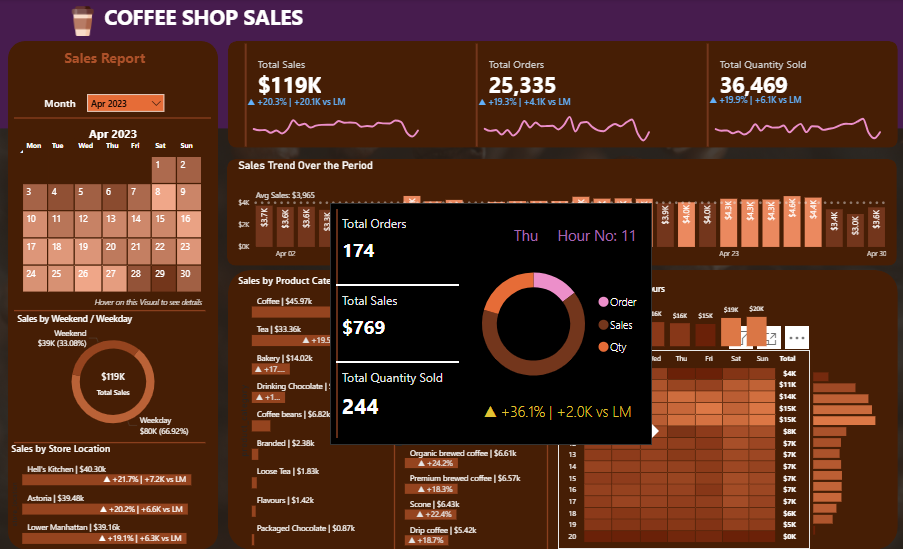 COFFEE SHOP SALES
Sales Report
Month
Apr 2023
Apr 2023
Mon Tue Wed Thu Fri Sat Sun
1 2
3 4 5 6 7 8 9
10 11 12 13 14 15 16
17 18 19 20 21 22 23
24 25 26 27 28 29 30
Hover on this Visual to see details
Sales by Weekend / Weekday
Weekend
$39K (33.08%)
$119K
Total Sales
Weekday
$80K (66.92%)
Sales by Store Location
Hell's Kitchen | $40.30k
▲ +21.7% | +7.2K vs LM
Astoria | $39.48k
▲ +20.2% | +6.6K vs LM
Lower Manhattan | $39.16k
▲ +19.1% | +6.3K vs LM
Total Sales
$119K
▲ +20.3% | +20.1K vs LM
Total Orders
25,335
▲ +19.3% | +4.1K vs LM
Total Quantity Sold
36,469
▲ +19.9% | +6.1K vs LM
Sales Trend Over the Period
Avg Sales: $3,965
$4K
$2K
$0K
$3.7K $3.6K $3.6K
$3.9K $4.0K $4.0K $4.3K $4.3K $4.3K $4.6K $4.4K $3.4K $3.0K $3.6K
Apr 02
Apr 23
Apr 30
Sales by Product Cate
Coffee | $45.97k
Tea | $33.36k
▲ +19.5
Bakery | $14.02k
▲ +17...
Drinking Chocolate |
▲ +1...
Coffee beans | $6.82k
Branded | $2.38k
Loose Tea | $1.83k
Flavours | $1.42k
Packaged Chocolate | $0.87k
Organic brewed coffee | $6.61k
▲ +24.2%
Premium brewed coffee | $6.57k
▲ +18.3%
Scone | $6.43k
▲ +22.4%
Drip coffee | $5.42k
▲ +18.7%
Total Orders
174
Total Sales
$769
Total Quantity Sold
244
Thu Hour No: 11
Order
Sales
Qty
▲ +36.1% | +2.0K vs LM
ours
$16K $15K $19K $20K
Wed Thu Fri Sat Sun Total
$4K
$11K
$14K
$15K
$15K
$8K
$7K
13 $7K
14 $7K
15 $7K
16 $7K
17 $7K
18 $6K
19 $5K
20 $0K